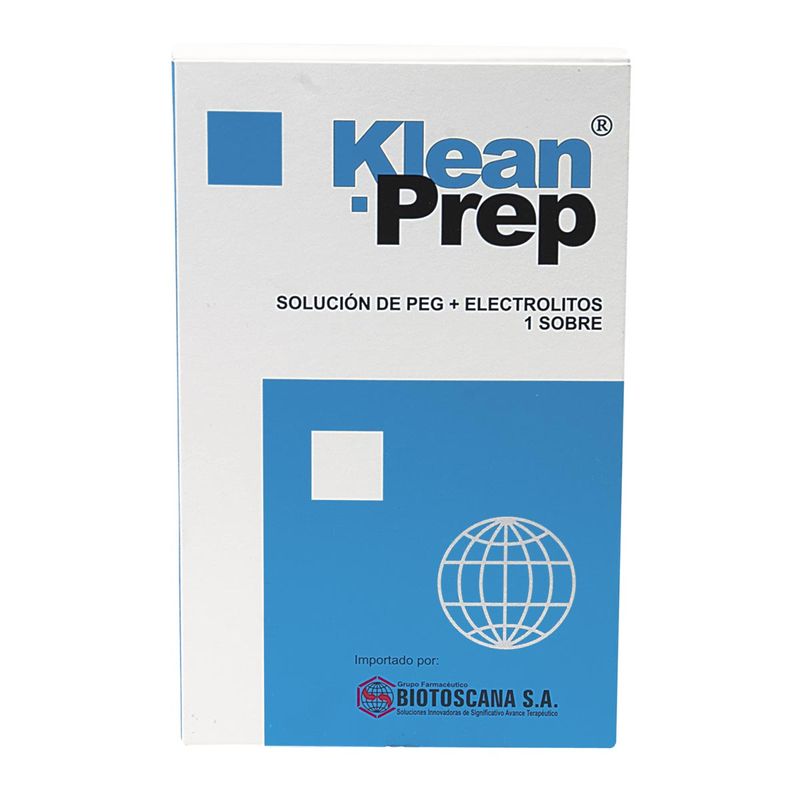 Klean
Prep
®
SOLUCIÓN DE PEG + ELECTROLITOS
1 SOBRE
Importado por:
Grupo Farmacéutico
BIOTOSCANA S.A.
Soluciones Innovadoras de Significativo Avance Terapéutico